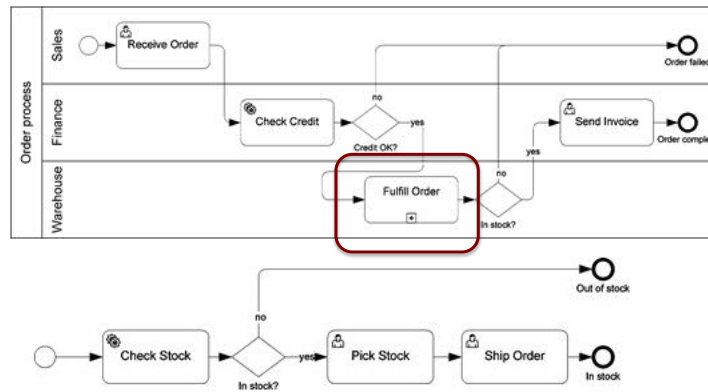 Order process
Sales
Receive Order
Order failed
no
Finance
Check Credit
Credit OK?
yes
Send Invoice
Order comple
yes
Warehouse
Fulfill Order
no
In stock?
Out of stock
no
Check Stock
In stock?
yes
Pick Stock
Ship Order
In stock